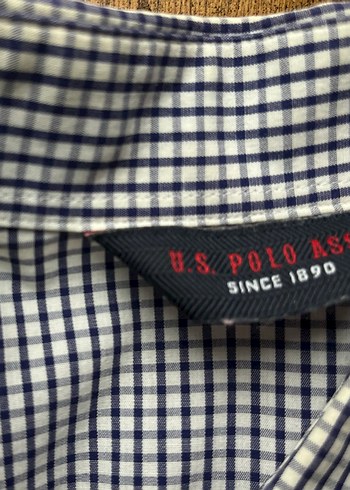 U.S. POLO ASS
SINCE 1890